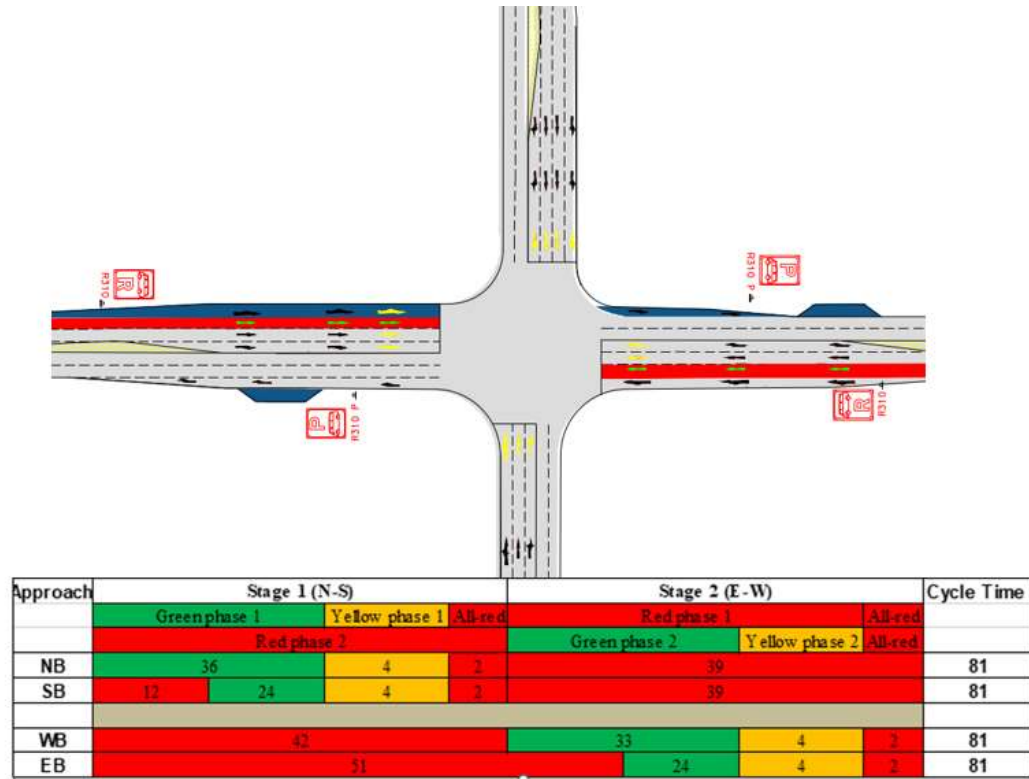 R
R310
P
R310 P
P
R310 P
R
R310
Approach Stage 1 (N-S) Stage 2 (E-W) Cycle Time
Green phase 1 Yellow phase 1 All-red Red phase 1 All-red
Red phase 2 Green phase 2 Yellow phase 2 All-red
NB 36 4 2 39 81
SB 12 24 4 2 39 81
WB 42 33 4 2 81
EB 51 24 4 2 81